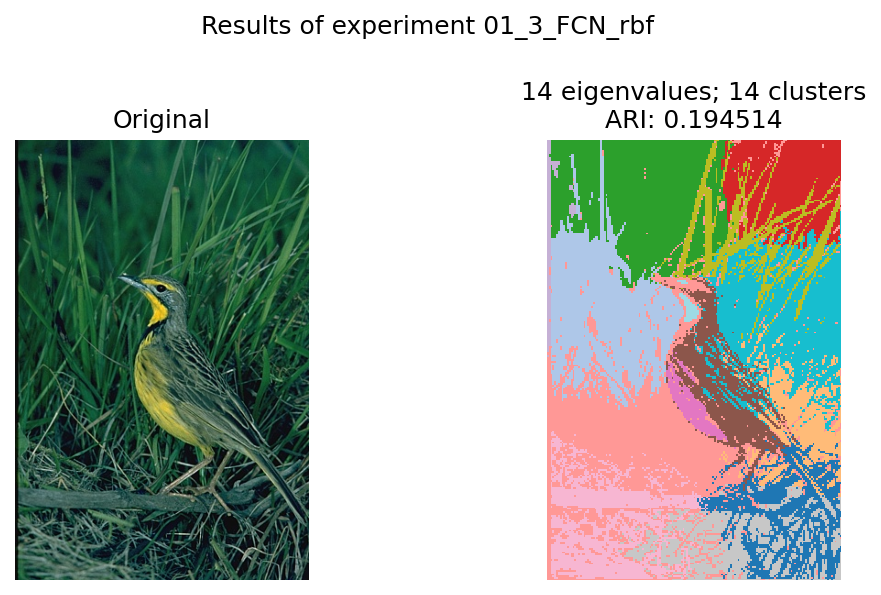 Results of experiment 01_3_FCN_rbf
Original
14 eigenvalues; 14 clusters
ARI: 0.194514